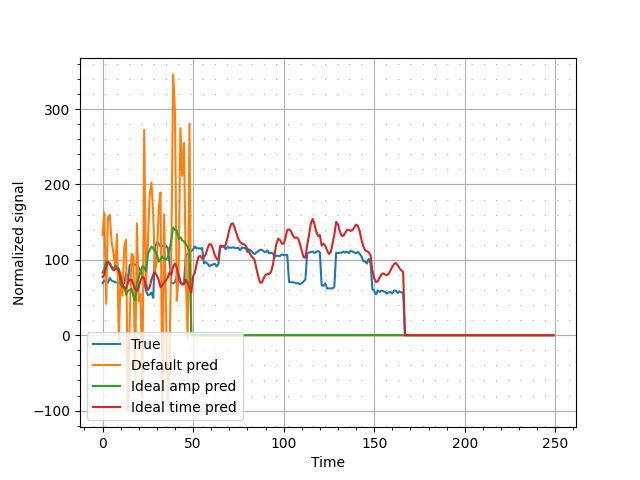 Normalized signal
300
200
100
0
−100
True
Default pred
Ideal amp pred
Ideal time pred
0
50
100
150
200
250
Time